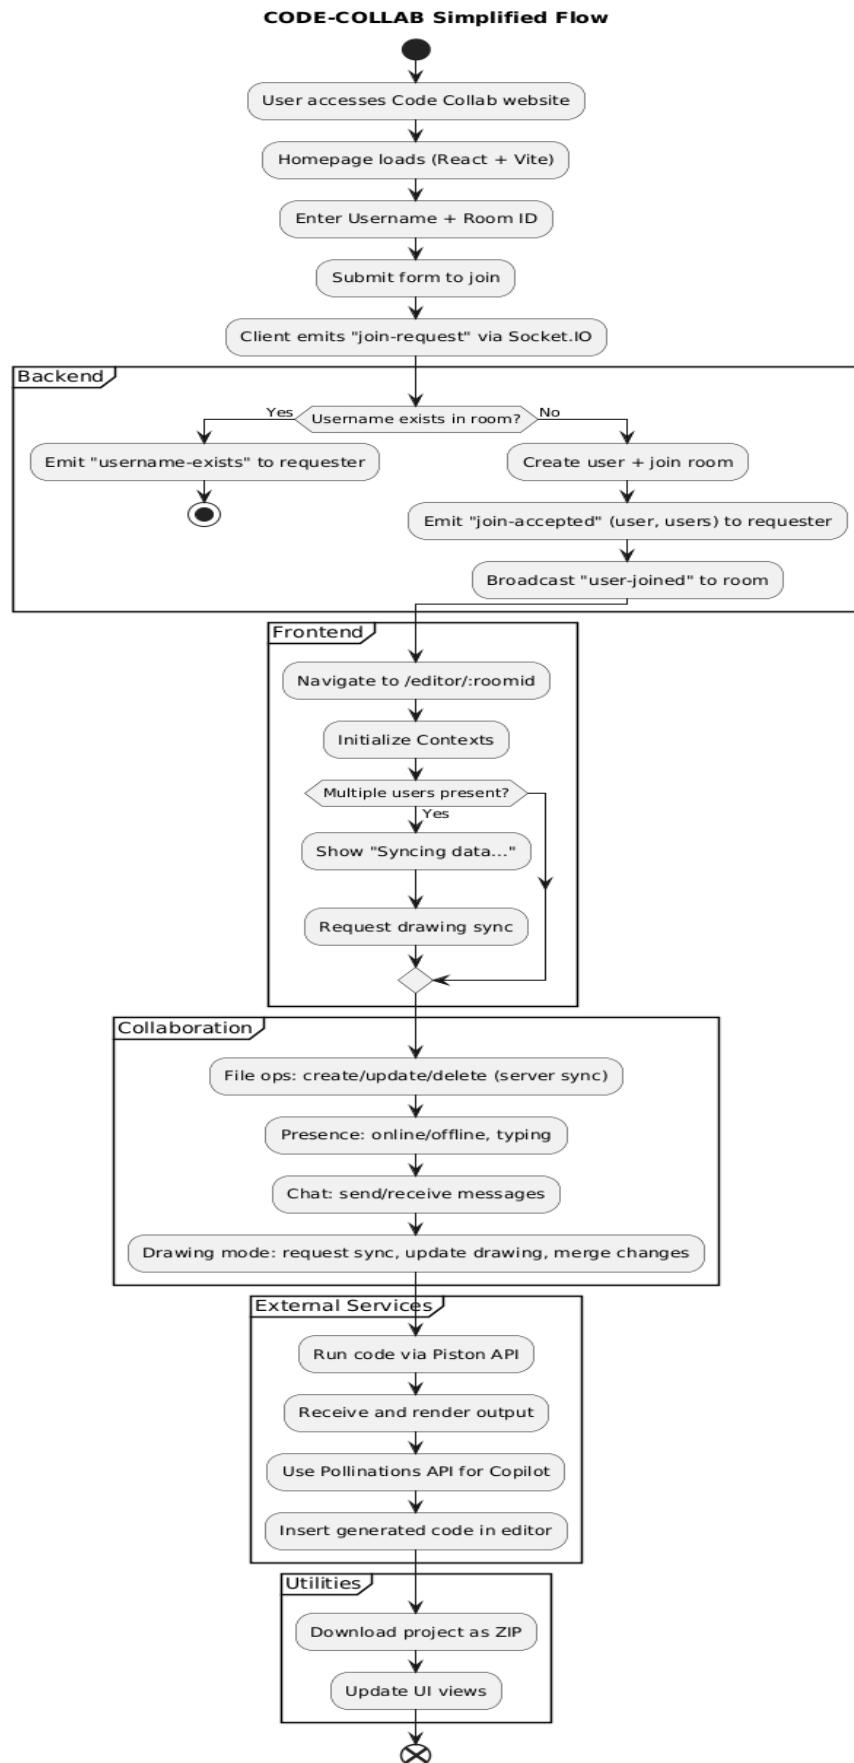 CODE-COLLAB Simplified Flow
User accesses Code Collab website
Homepage loads (React + Vite)
Enter Username + Room ID
Submit form to join
Client emits "join-request" via Socket.IO
Backend
Username exists in room?
Yes
No
Emit "username-exists" to requester
Create user + join room
Emit "join-accepted" (user, users) to requester
Broadcast "user-joined" to room
Frontend
Navigate to /editor/:roomid
Initialize Contexts
Multiple users present?
Yes
Show "Syncing data..."
Request drawing sync
Collaboration
File ops: create/update/delete (server sync)
Presence: online/offline, typing
Chat: send/receive messages
Drawing mode: request sync, update drawing, merge changes
External Services
Run code via Piston API
Receive and render output
Use Pollinations API for Copilot
Insert generated code in editor
Utilities
Download project as ZIP
Update UI views